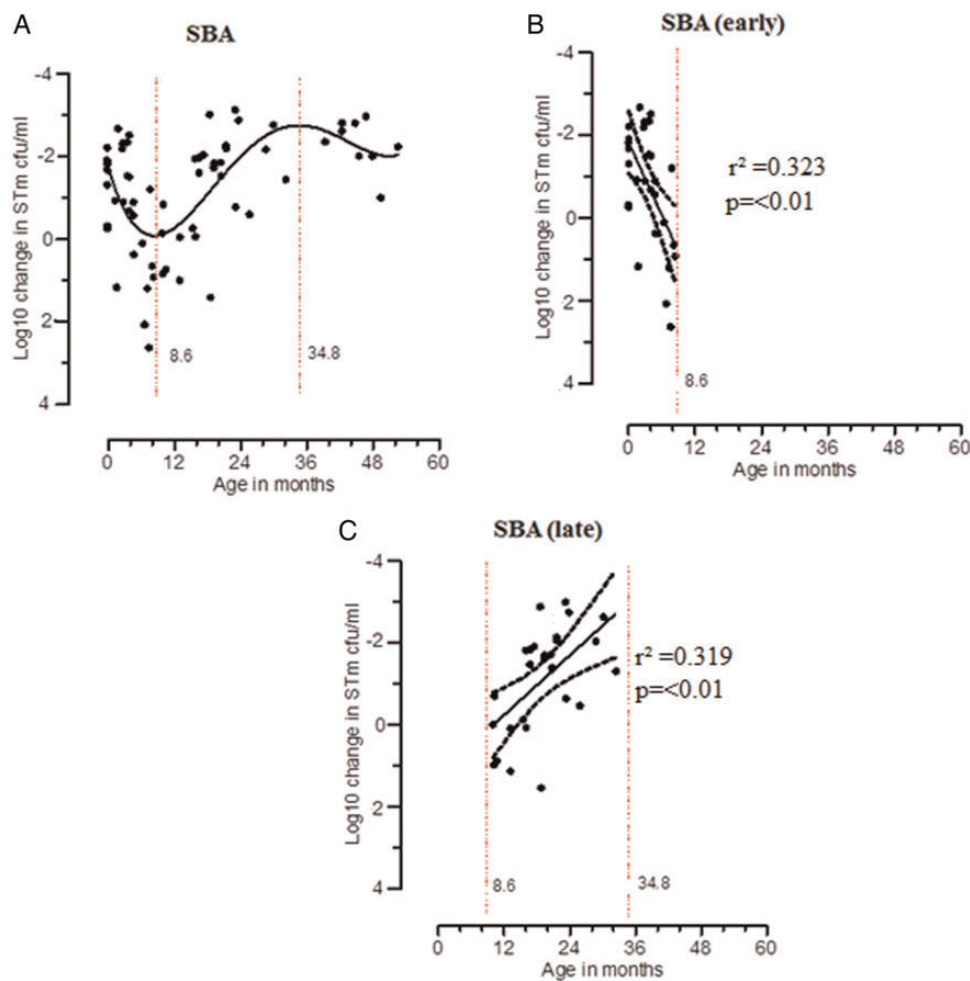 A
SBA
Log10 change in STm cfu/ml
-4
-2
0
2
4
8.6
34.8
0 12 24 36 48 60
Age in months
B
SBA (early)
Log10 change in STm cfu/ml
-4
-2
0
2
4
r² =0.323
p=<0.01
8.6
0 12 24 36 48 60
Age in months
C
SBA (late)
Log10 change in STm cfu/ml
-4
-2
0
2
4
r² =0.319
p=<0.01
8.6
34.8
0 12 24 36 48 60
Age in months